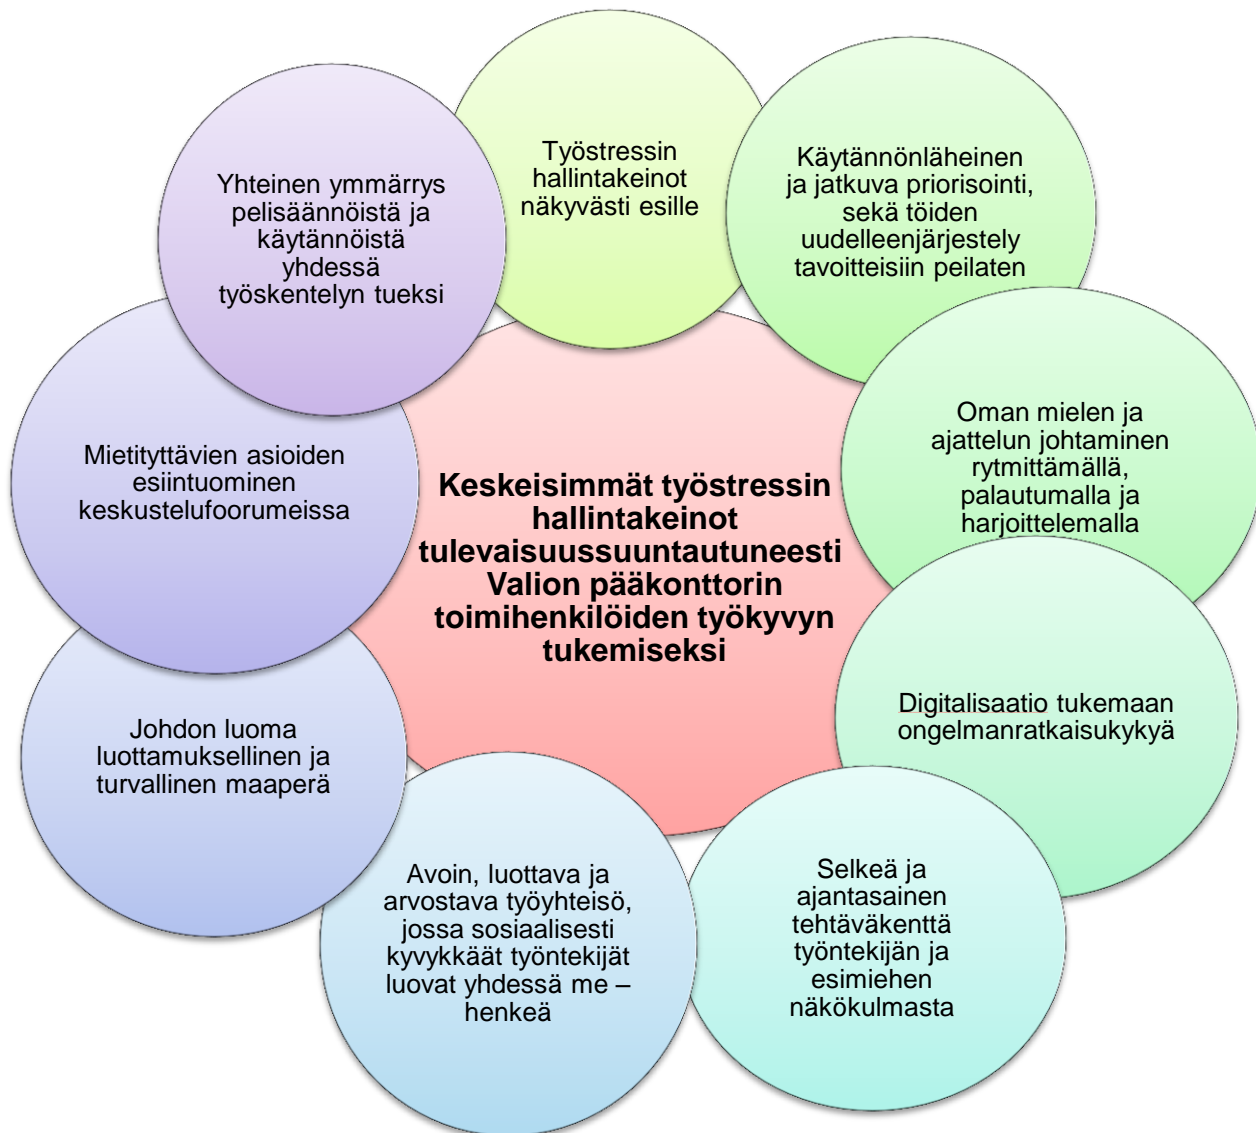 Työstressin
hallintakeinot
näkyvästi esille
Käytännönläheinen
ja jatkuva priorisointi,
sekä töiden
uudelleenjärjestely
tavoitteisiin peilaten
Oman mielen ja
ajattelun johtaminen
rytmittämällä,
palautumalla ja
harjoittelemalla
Digitalisaatio tukemaan
ongelmanratkaisukykyä
Selkeä ja
ajantasainen
tehtäväkenttä
työntekijän ja
esimiehen
näkökulmasta
Avoin, luottava ja
arvostava työyhteisö,
jossa sosiaalisesti
kyvykkäät työntekijät
luovat yhdessä me –
henkeä
Johdon luoma
luottamuksellinen ja
turvallinen maaperä
Mietityttävien asioiden
esiintuominen
keskustelufoorumeissa
Yhteinen ymmärrys
pelisäännöistä ja
käytännöistä
yhdessä
työskentelyn tueksi
Keskeisimmät työstressin
hallintakeinot
tulevaisuussuuntautuneesti
Valion pääkonttorin
toimihenkilöiden työkyvyn
tukemiseksi